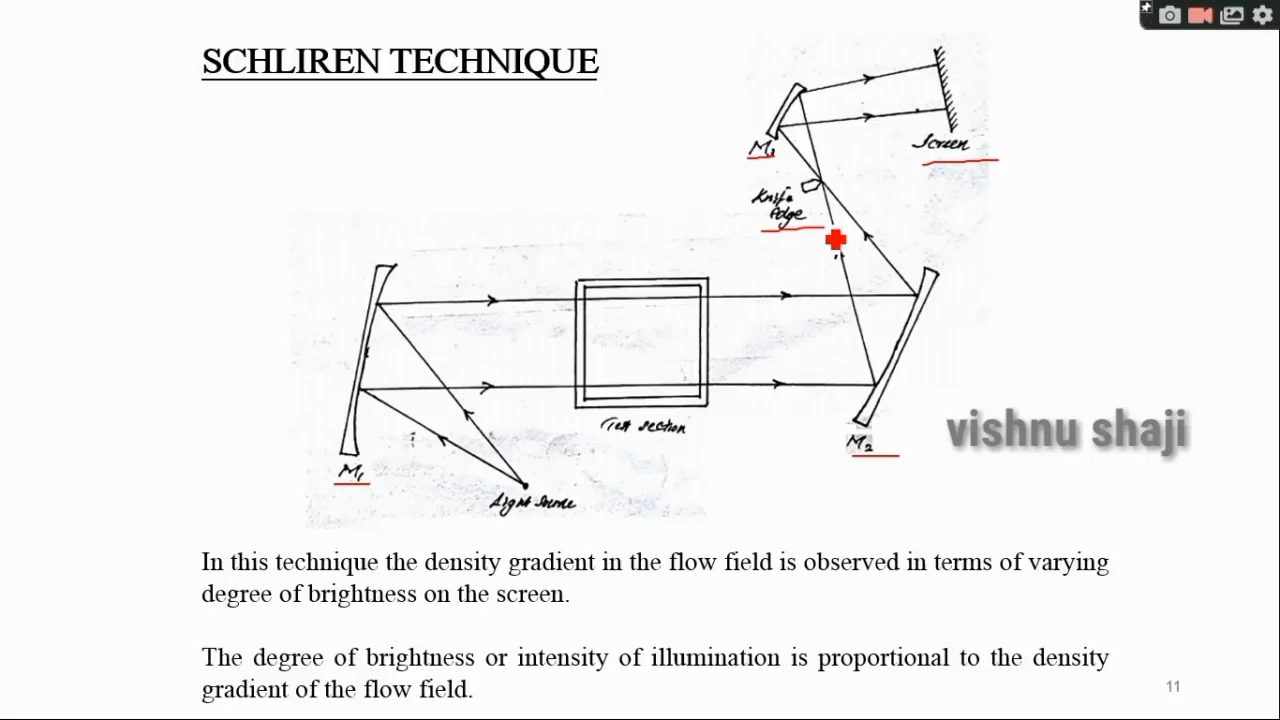 SCHLIREN TECHNIQUE
M₃
Screen
Knife
edge
Test section
vishnu shaji
M₂
M₁
Light Source
In this technique the density gradient in the flow field is observed in terms of varying
degree of brightness on the screen.
The degree of brightness or intensity of illumination is proportional to the density
gradient of the flow field.
11